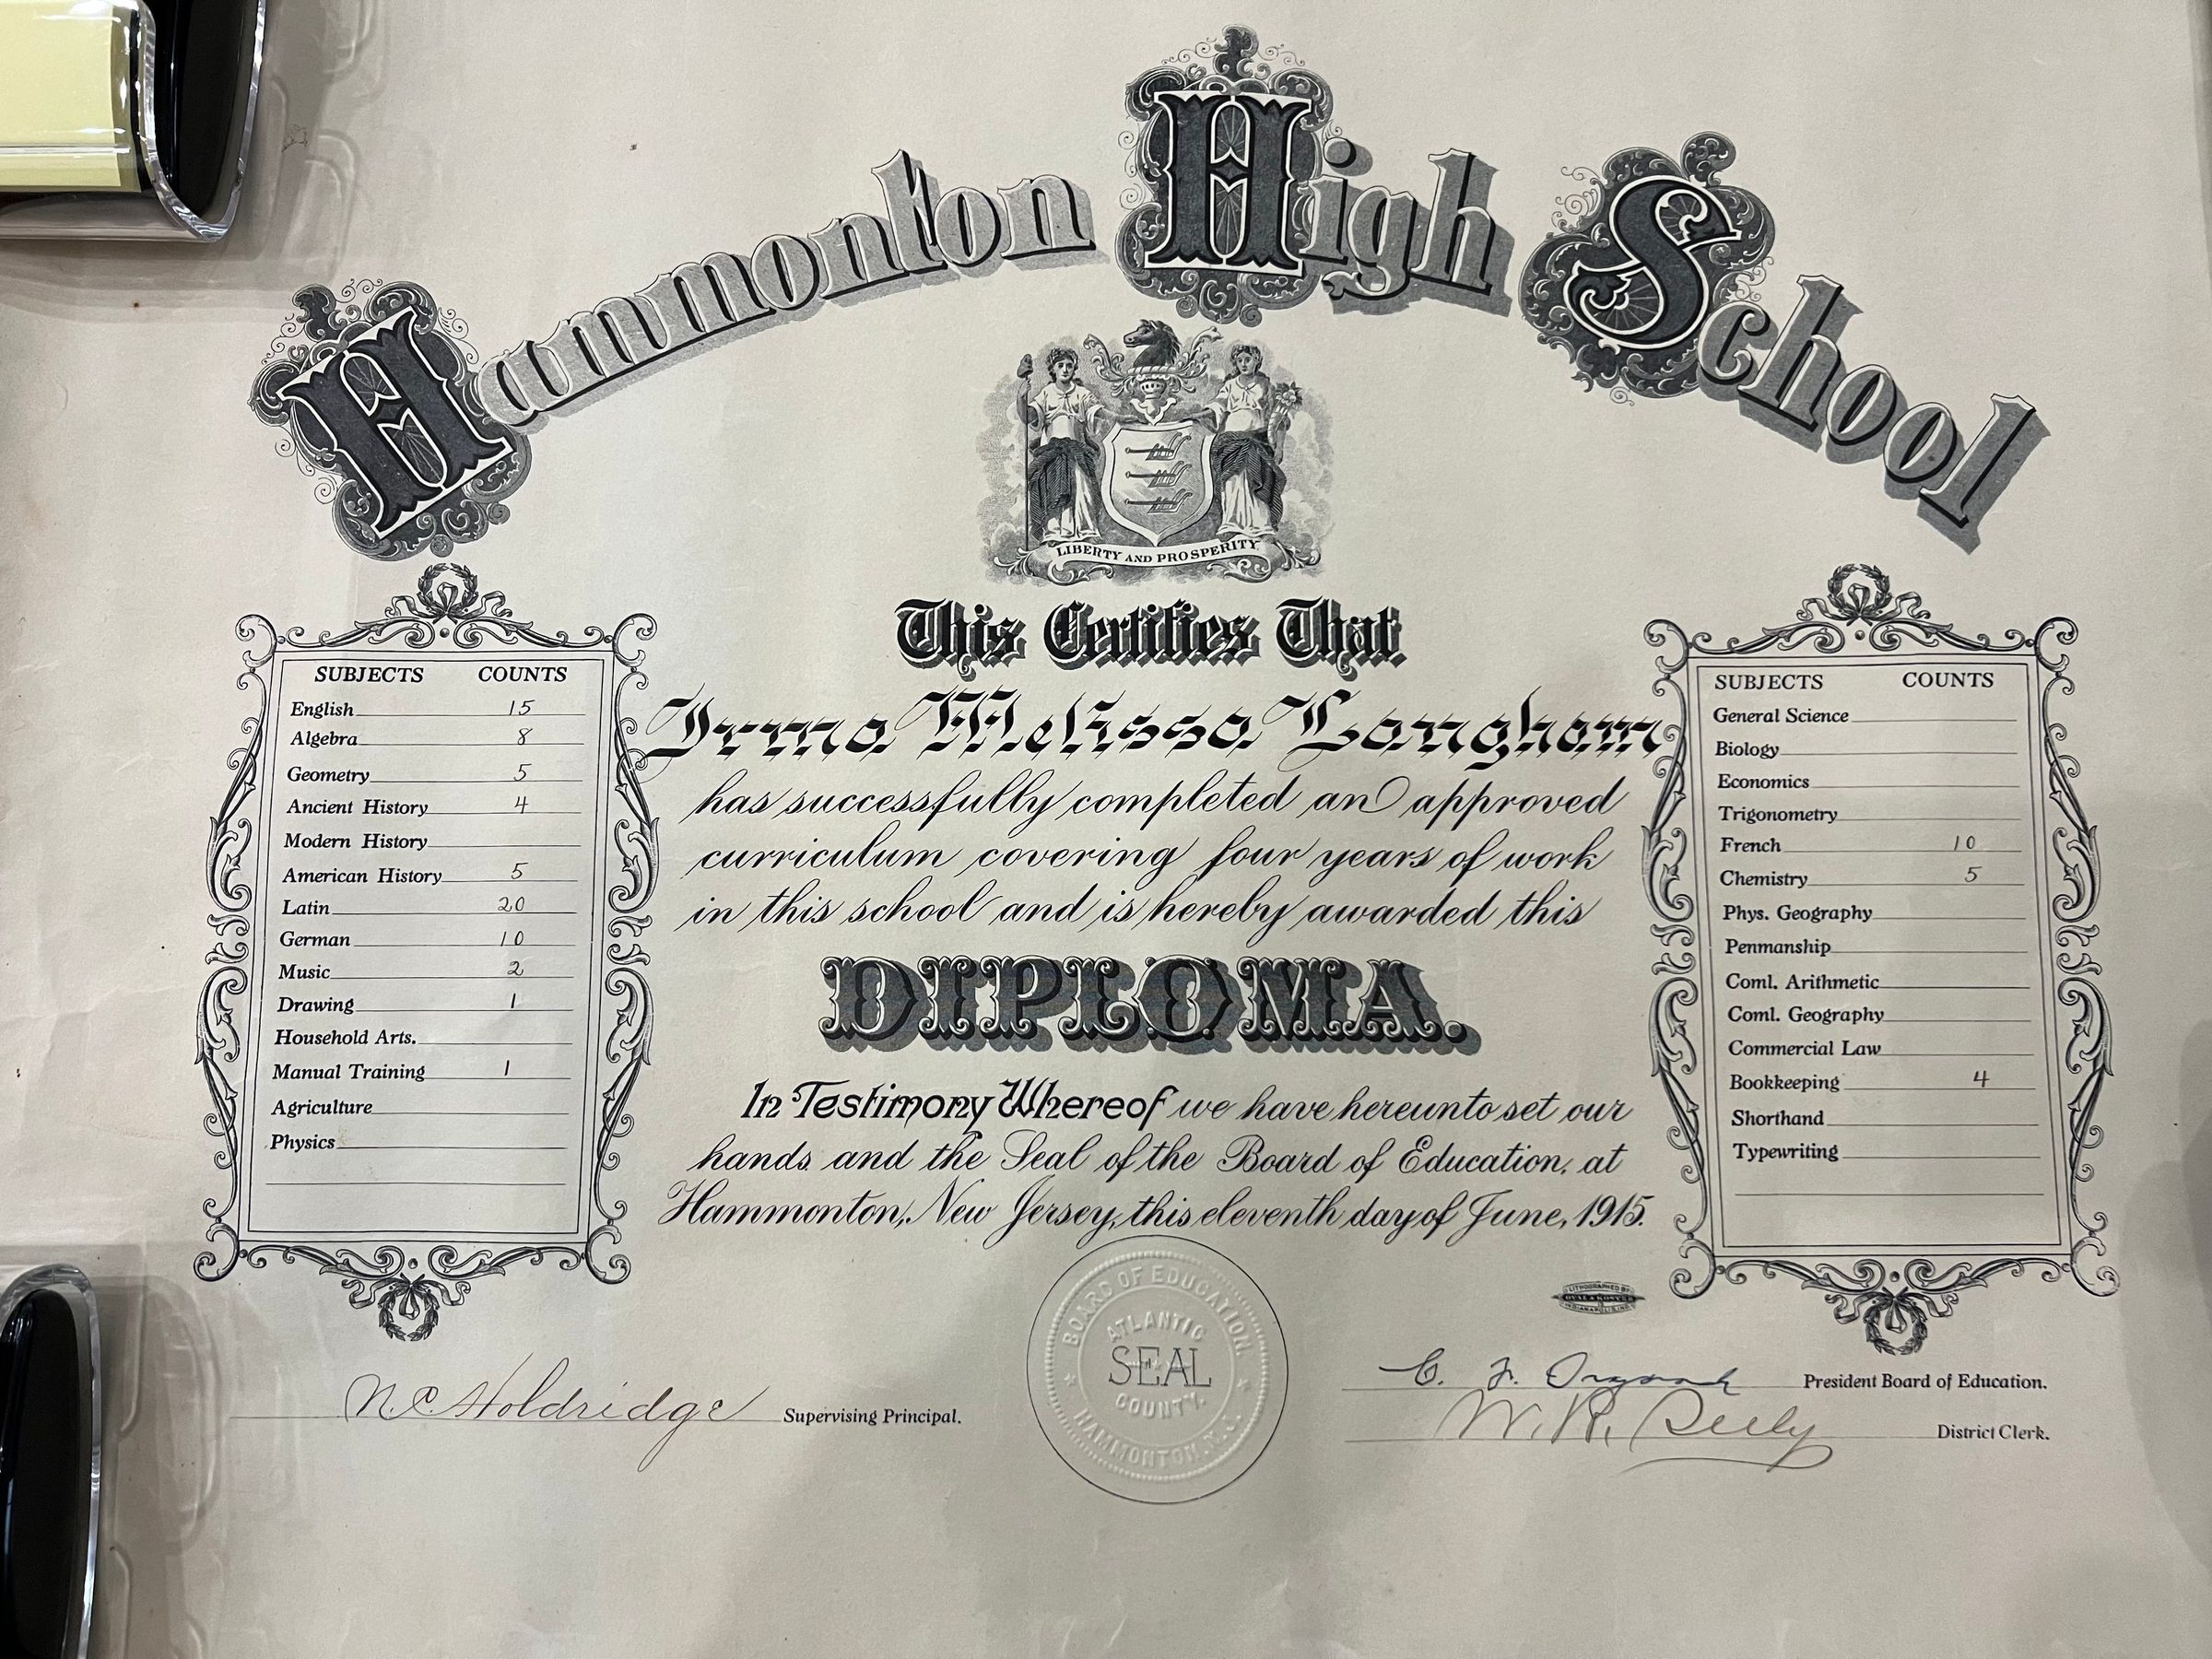 Hammonton High School
LIBERTY AND PROSPERITY
This Certifies That
Irma Melissa Langham
has successfully completed an approved
curriculum covering four years of work
in this school and is hereby awarded this
DIPLOMA.
In Testimony Whereof we have hereunto set our
hands and the Seal of the Board of Education, at
Hammonton, New Jersey, this eleventh day of June, 1915.
SUBJECTS COUNTS
English 15
Algebra 8
Geometry 5
Ancient History 4
Modern History
American History 5
Latin 20
German 10
Music 2
Drawing 1
Household Arts.
Manual Training 1
Agriculture
Physics
SUBJECTS COUNTS
General Science
Biology
Economics
Trigonometry
French 10
Chemistry 5
Phys. Geography
Penmanship
Coml. Arithmetic
Coml. Geography
Commercial Law
Bookkeeping 4
Shorthand
Typewriting
LITHOGRAPHED BY
INDIANAPOLIS, IND.
BOARD OF EDUCATION.
ATLANTIC
SEAL
COUNTY.
HAMMONTON, N.J.
N.C. Holdridge Supervising Principal.
C. F. President Board of Education.
W. R. Seely District Clerk.